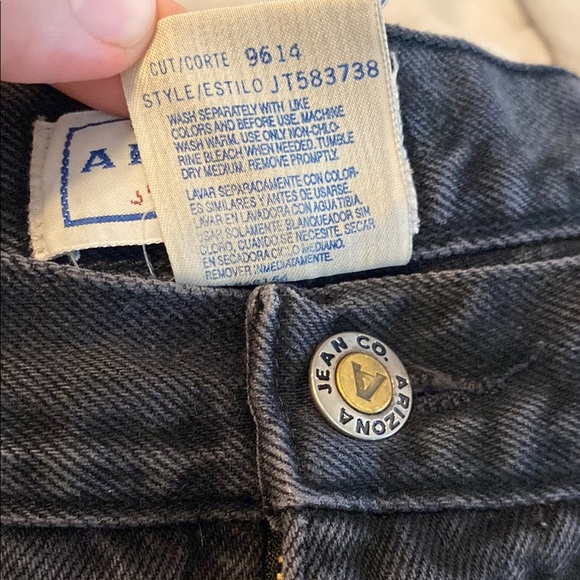 CUT/CORTE 9614
STYLE/ESTILO JT583738
WASH SEPARATELY WITH LIKE
COLORS AND BEFORE USE. MACHINE
WASH WARM. USE ONLY NON-CHLO-
RINE BLEACH WHEN NEEDED. TUMBLE
DRY MEDIUM. REMOVE PROMPTLY.
LAVAR SEPARADAMENTE CON COLOR-
ES SIMILARES Y ANTES DE USARSE.
LAVAR EN LAVADORA CON AGUA TIBIA.
USAR SOLAMENTE BLANQUEADOR SIN
CLORO, CUANDO SE NECESITE. SECAR
EN SECADORA CICLO MEDIANO.
REMOVER INMEDIATAMENTE.
A
J
JEAN CO. ARIZONA
A